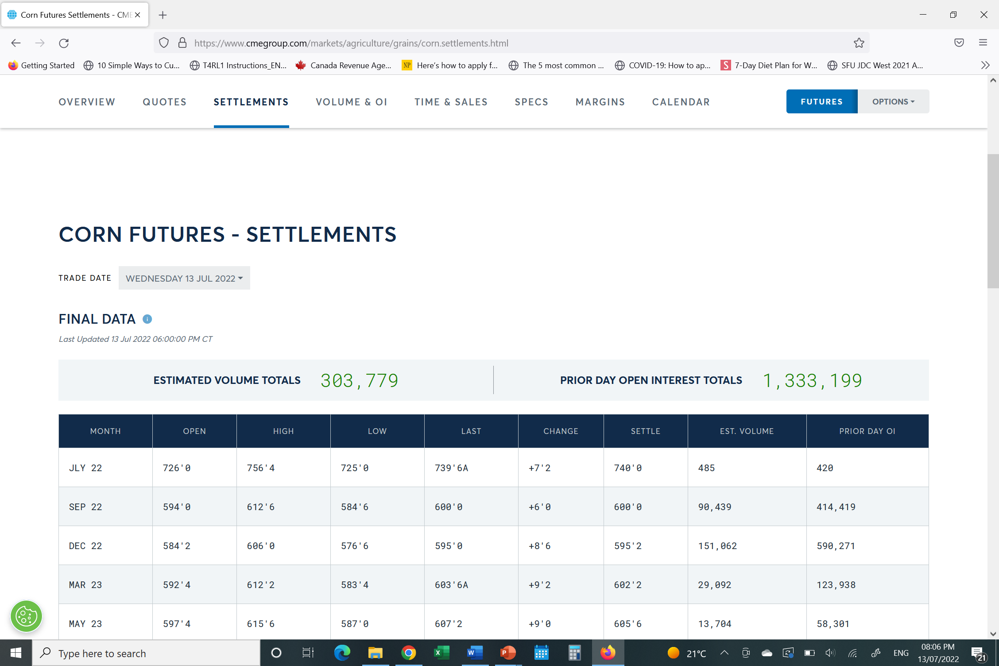 Corn Futures Settlements - CME
https://www.cmegroup.com/markets/agriculture/grains/corn.settlements.html
Getting Started 10 Simple Ways to Cu... T4RL1 Instructions_EN... Canada Revenue Age... NP Here's how to apply f... The 5 most common ... COVID-19: How to ap... S 7-Day Diet Plan for W... SFU JDC West 2021 A...
OVERVIEW QUOTES SETTLEMENTS VOLUME & OI TIME & SALES SPECS MARGINS CALENDAR FUTURES OPTIONS
CORN FUTURES - SETTLEMENTS
TRADE DATE WEDNESDAY 13 JUL 2022
FINAL DATA i
Last Updated 13 Jul 2022 06:00:00 PM CT
ESTIMATED VOLUME TOTALS 303,779 PRIOR DAY OPEN INTEREST TOTALS 1,333,199
MONTH OPEN HIGH LOW LAST CHANGE SETTLE EST. VOLUME PRIOR DAY OI
JLY 22 726'0 756'4 725'0 739'6A +7'2 740'0 485 420
SEP 22 594'0 612'6 584'6 600'0 +6'0 600'0 90,439 414,419
DEC 22 584'2 606'0 576'6 595'0 +8'6 595'2 151,062 590,271
MAR 23 592'4 612'2 583'4 603'6A +9'2 602'2 29,092 123,938
MAY 23 597'4 615'6 587'0 607'2 +9'0 605'6 13,704 58,301
Type here to search X W P 21°C ENG 08:06 PM
13/07/2022 21